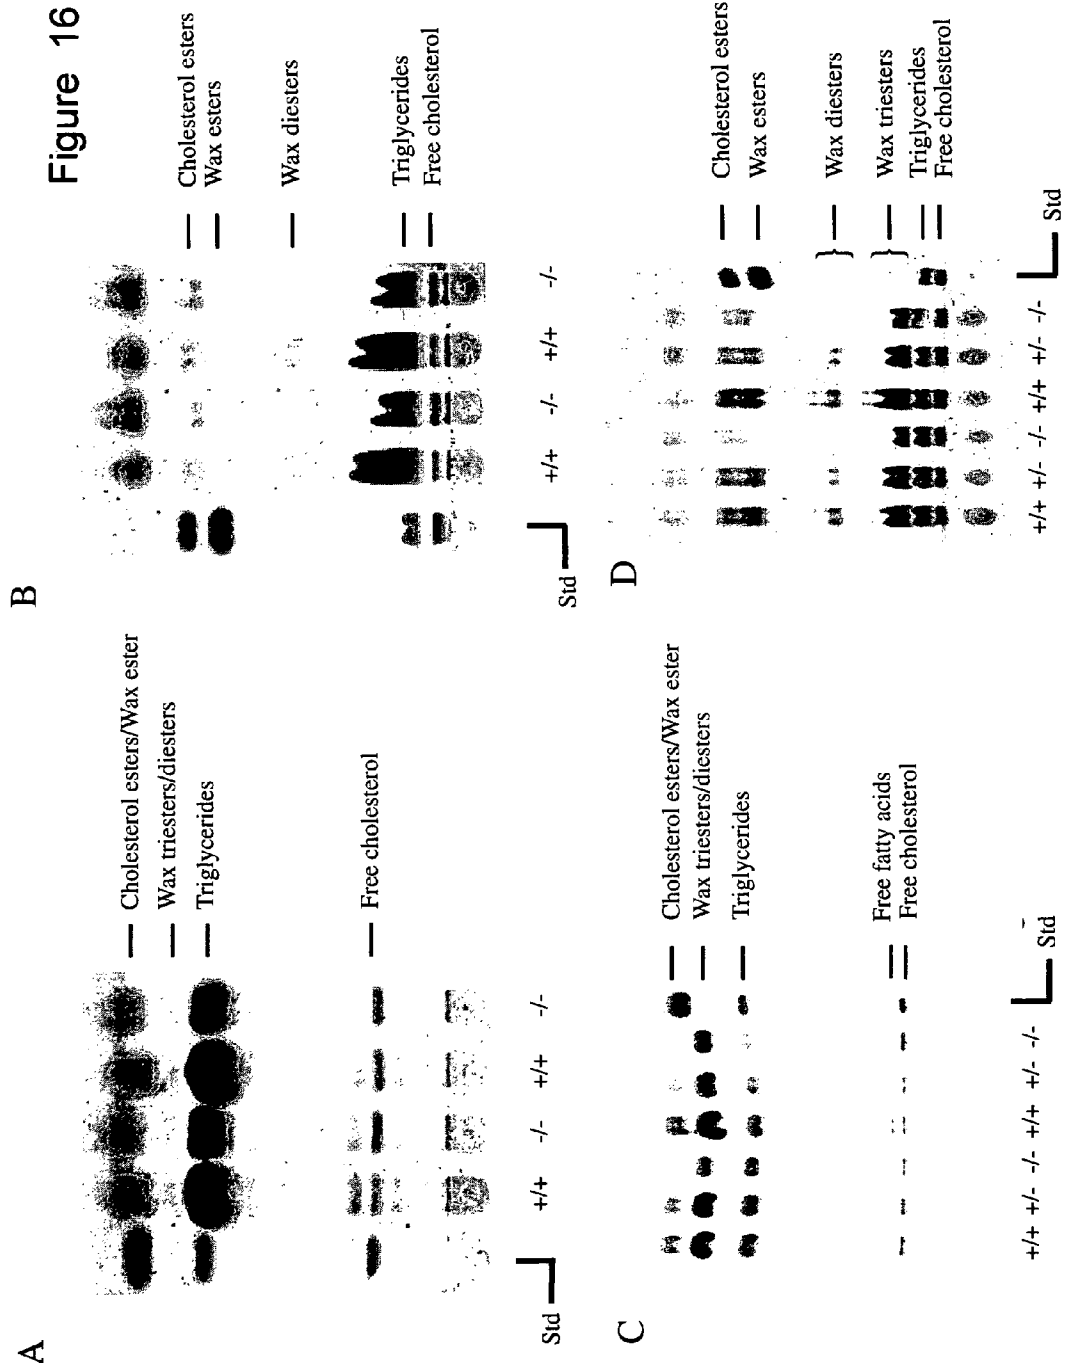 Figure 16
A
Cholesterol esters/Wax ester
Wax triesters/diesters
Triglycerides
Free cholesterol
Std
+/+ -/- +/+ -/-
B
Cholesterol esters
Wax esters
Wax diesters
Triglycerides
Free cholesterol
Std
+/+ -/- +/+ -/-
C
Cholesterol esters/Wax ester
Wax triesters/diesters
Triglycerides
Free fatty acids
Free cholesterol
+/+ +/- -/- +/+ +/- -/-
Std
D
Cholesterol esters
Wax esters
Wax diesters
Wax triesters
Triglycerides
Free cholesterol
+/+ +/- -/- +/+ +/- -/-
Std